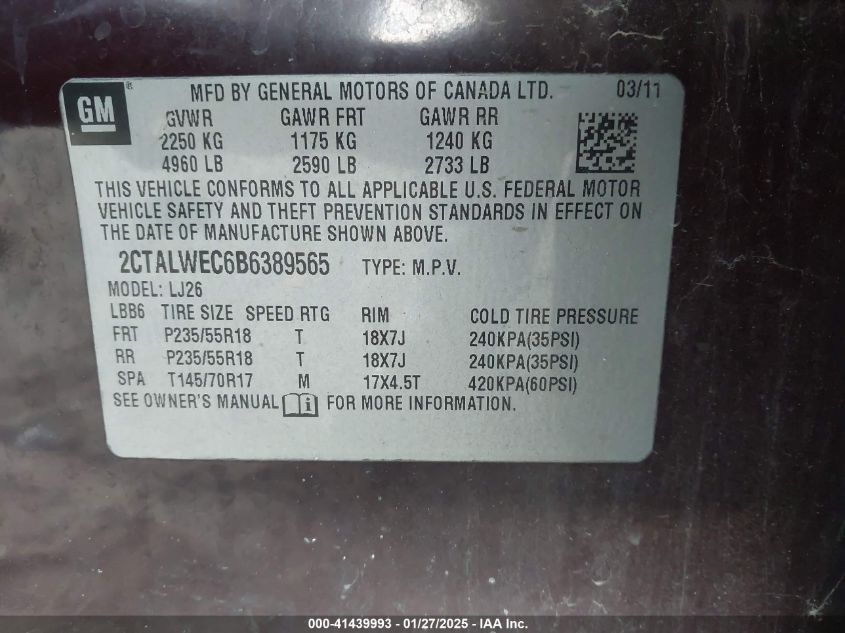 GM ® MFD BY GENERAL MOTORS OF CANADA LTD. 03/11
GVWR GAWR FRT GAWR RR
2250 KG 1175 KG 1240 KG
4960 LB 2590 LB 2733 LB
THIS VEHICLE CONFORMS TO ALL APPLICABLE U.S. FEDERAL MOTOR
VEHICLE SAFETY AND THEFT PREVENTION STANDARDS IN EFFECT ON
THE DATE OF MANUFACTURE SHOWN ABOVE.
2CTALWEC6B6389565 TYPE: M.P.V.
MODEL: LJ26
LBB6 TIRE SIZE SPEED RTG RIM COLD TIRE PRESSURE
FRT P235/55R18 T 18X7J 240KPA(35PSI)
RR P235/55R18 T 18X7J 240KPA(35PSI)
SPA T145/70R17 M 17X4.5T 420KPA(60PSI)
SEE OWNER'S MANUAL i FOR MORE INFORMATION.
000-41439993 - 01/27/2025 - IAA Inc.